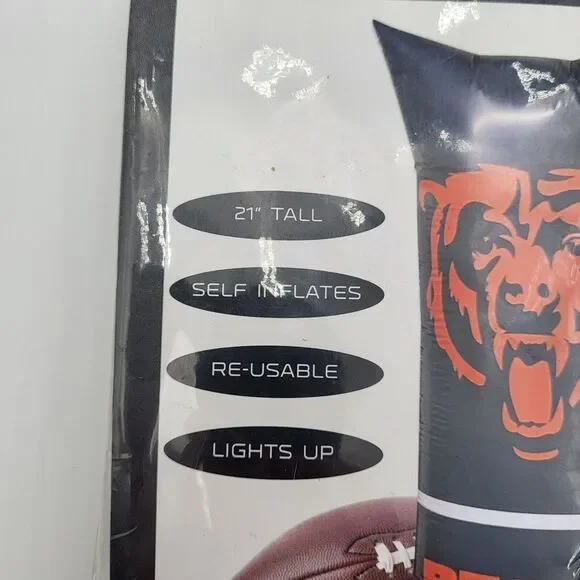 21" TALL
SELF INFLATES
RE-USABLE
LIGHTS UP